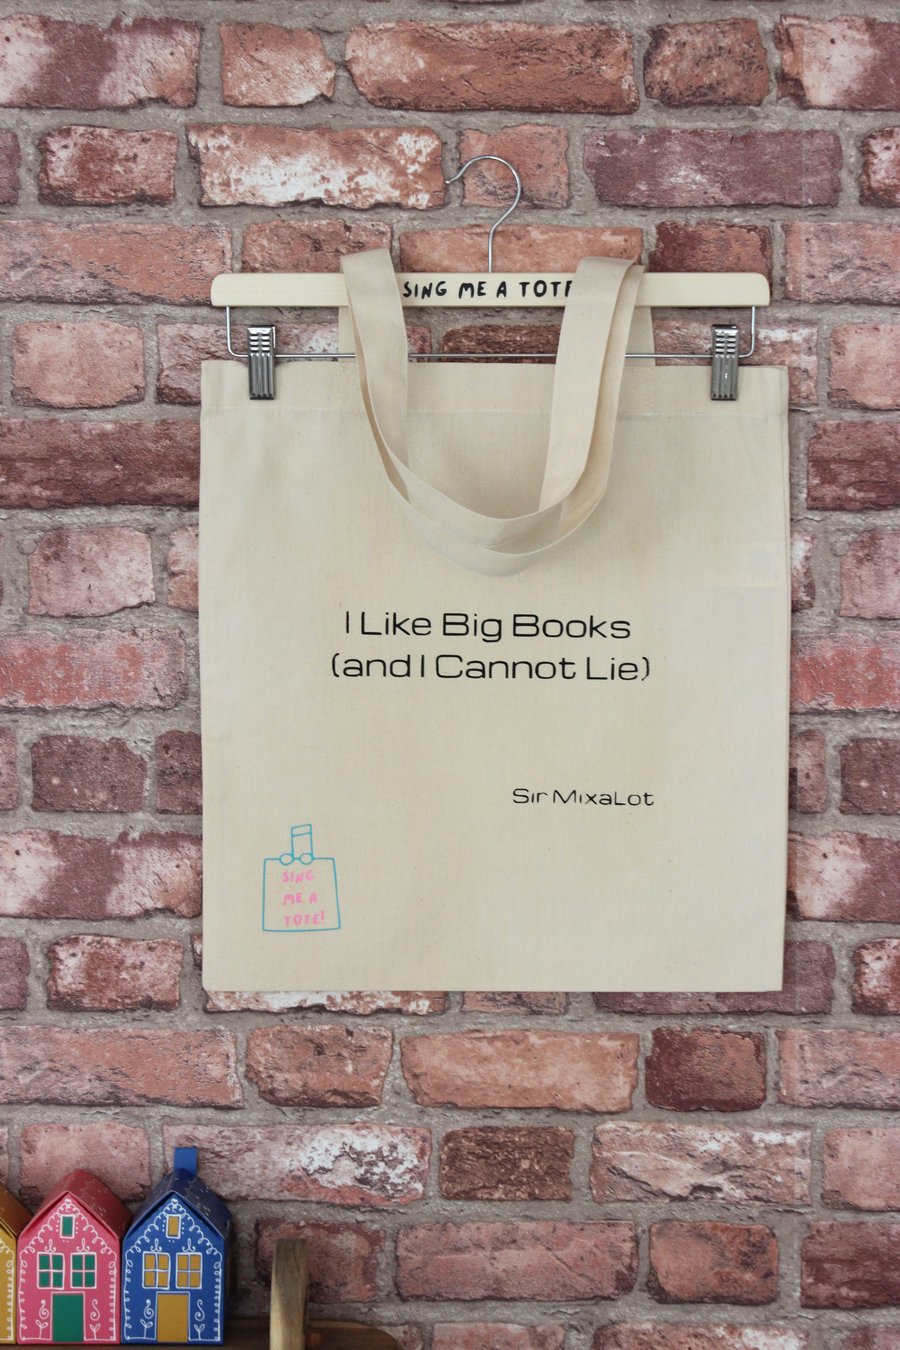 SING ME A TOTE
I Like Big Books
(and I Cannot Lie)
Sir MixaLot
SING
ME A
TOTE!